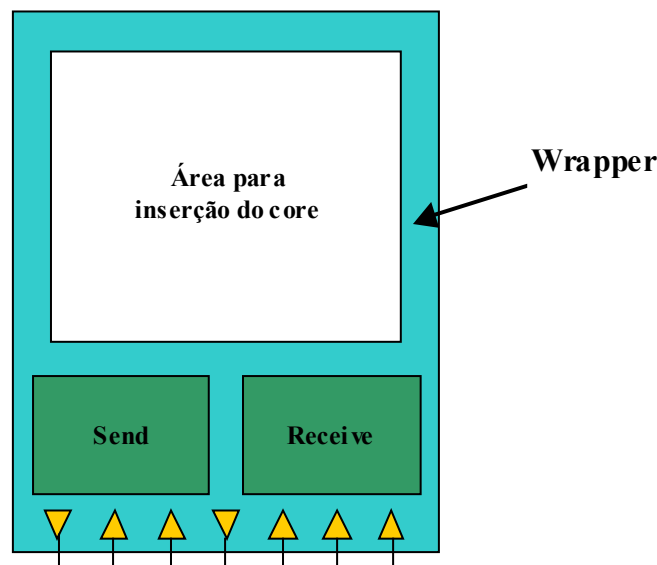 Wrapper
Área para
inserção do core
Send
Receive